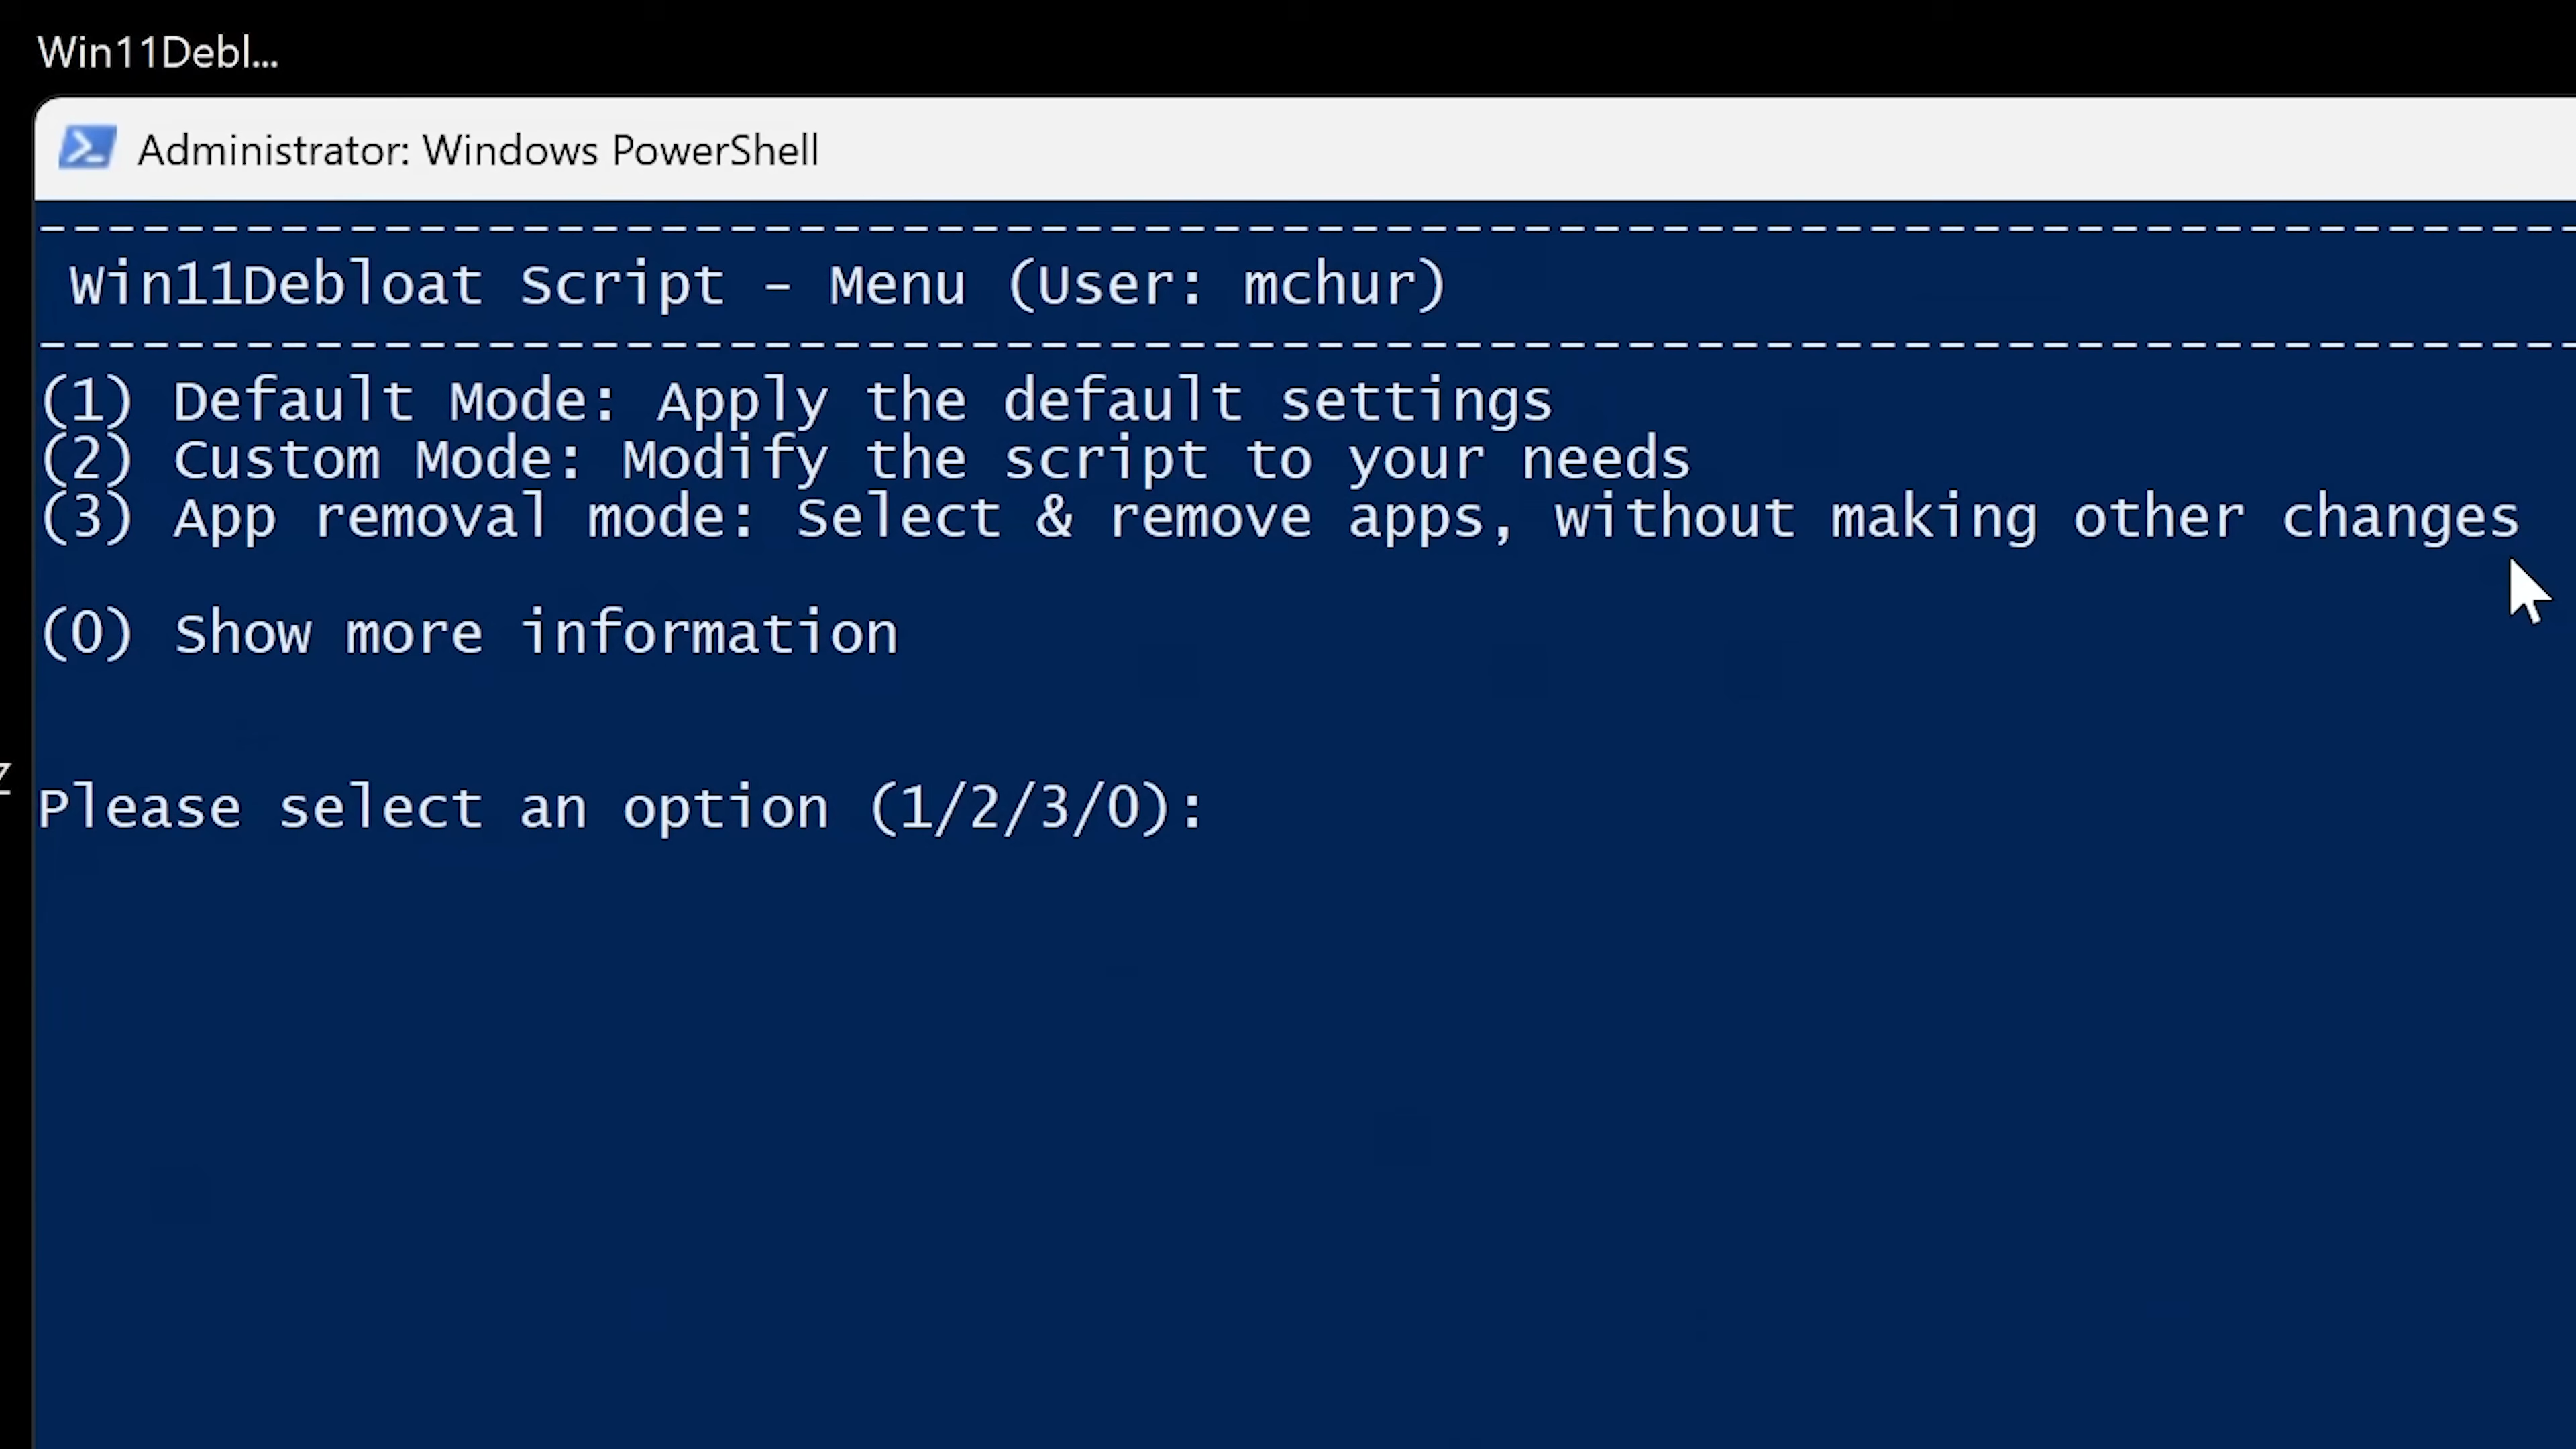 Win11Debl...
Administrator: Windows PowerShell
-------------------------------------------------------------------------
Win11Debloat Script - Menu (User: mchur)
-------------------------------------------------------------------------
(1) Default Mode: Apply the default settings
(2) Custom Mode: Modify the script to your needs
(3) App removal mode: Select & remove apps, without making other changes
(0) Show more information
Please select an option (1/2/3/0):